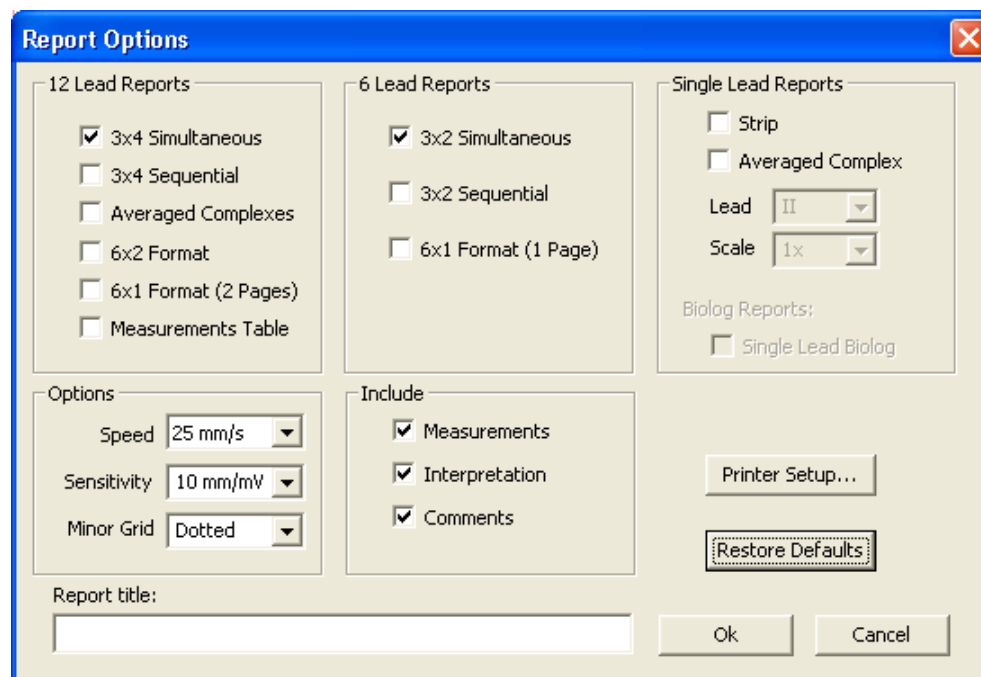 Report Options
12 Lead Reports
3x4 Simultaneous
3x4 Sequential
Averaged Complexes
6x2 Format
6x1 Format (2 Pages)
Measurements Table
6 Lead Reports
3x2 Simultaneous
3x2 Sequential
6x1 Format (1 Page)
Single Lead Reports
Strip
Averaged Complex
Lead II
Scale 1x
Biolog Reports:
Single Lead Biolog
Options
Speed 25 mm/s
Sensitivity 10 mm/mV
Minor Grid Dotted
Include
Measurements
Interpretation
Comments
Printer Setup...
Restore Defaults
Report title:
Ok Cancel